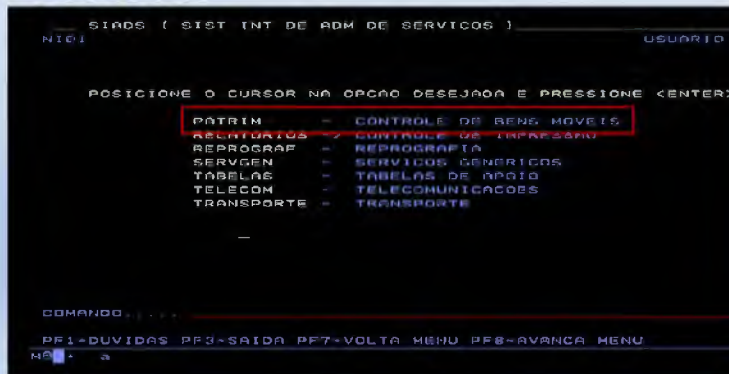 __ SIADS ( SIST INT DE ADM DE SERVICOS )
NIDI USUARIO
POSICIONE O CURSOR NA OPCAO DESEJADA E PRESSIONE <ENTER>
PATRIM - CONTROLE DE BENS MOVEIS
RELATORIOS -> CONTROLE DE IMPRESSAO
REPROGRAF - REPROGRAFIA
SERVGEN - SERVICOS GENERICOS
TABELAS - TABELAS DE APOIO
TELECOM - TELECOMUNICACOES
TRANSPORTE - TRANSPORTE
COMANDO.....
PF1-DUVIDAS PF3-SAIDA PF7-VOLTA MENU PF8-AVANCA MENU
a